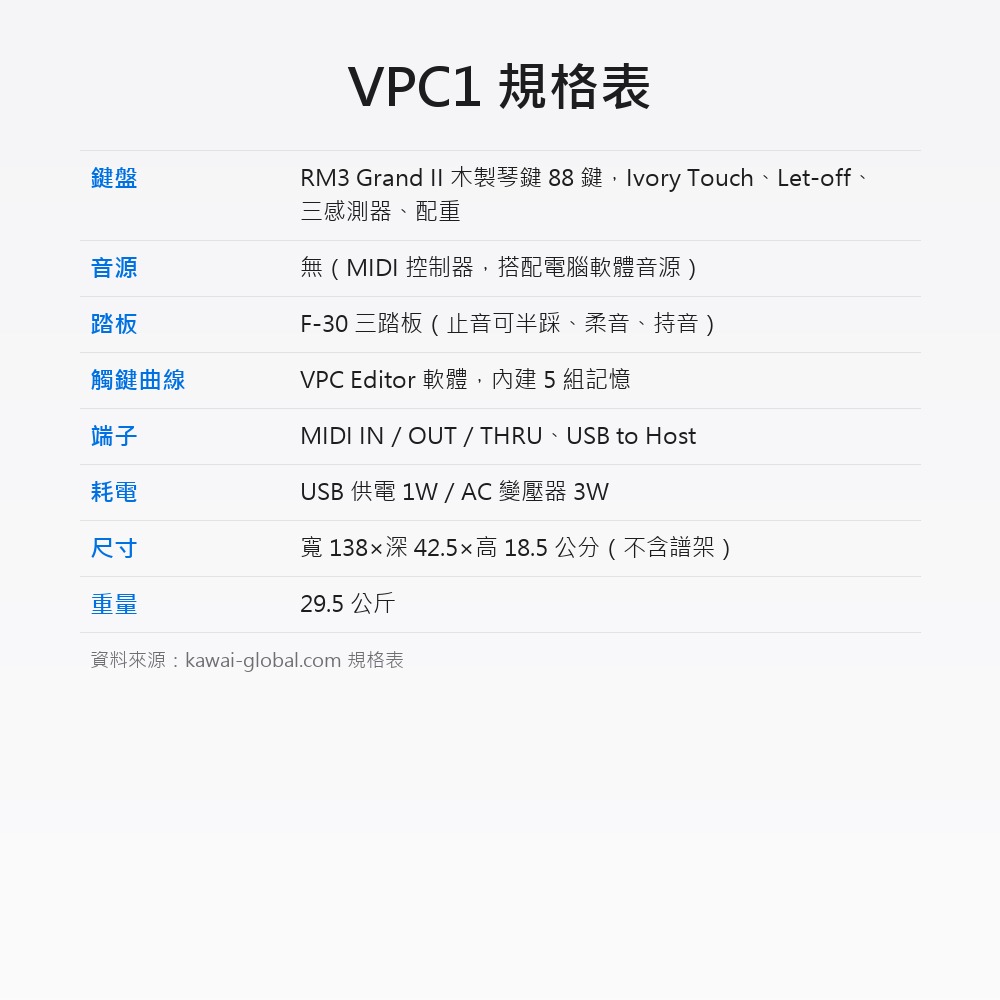 VPC1 規格表
鍵盤 RM3 Grand II 木製琴鍵 88 鍵，Ivory Touch、Let-off、
三感測器、配重
音源 無（MIDI 控制器，搭配電腦軟體音源）
踏板 F-30 三踏板（止音可半踩、柔音、持音）
觸鍵曲線 VPC Editor 軟體，內建 5 組記憶
端子 MIDI IN / OUT / THRU、USB to Host
耗電 USB 供電 1W / AC 變壓器 3W
尺寸 寬 138×深 42.5×高 18.5 公分（不含譜架）
重量 29.5 公斤
資料來源：kawai-global.com 規格表